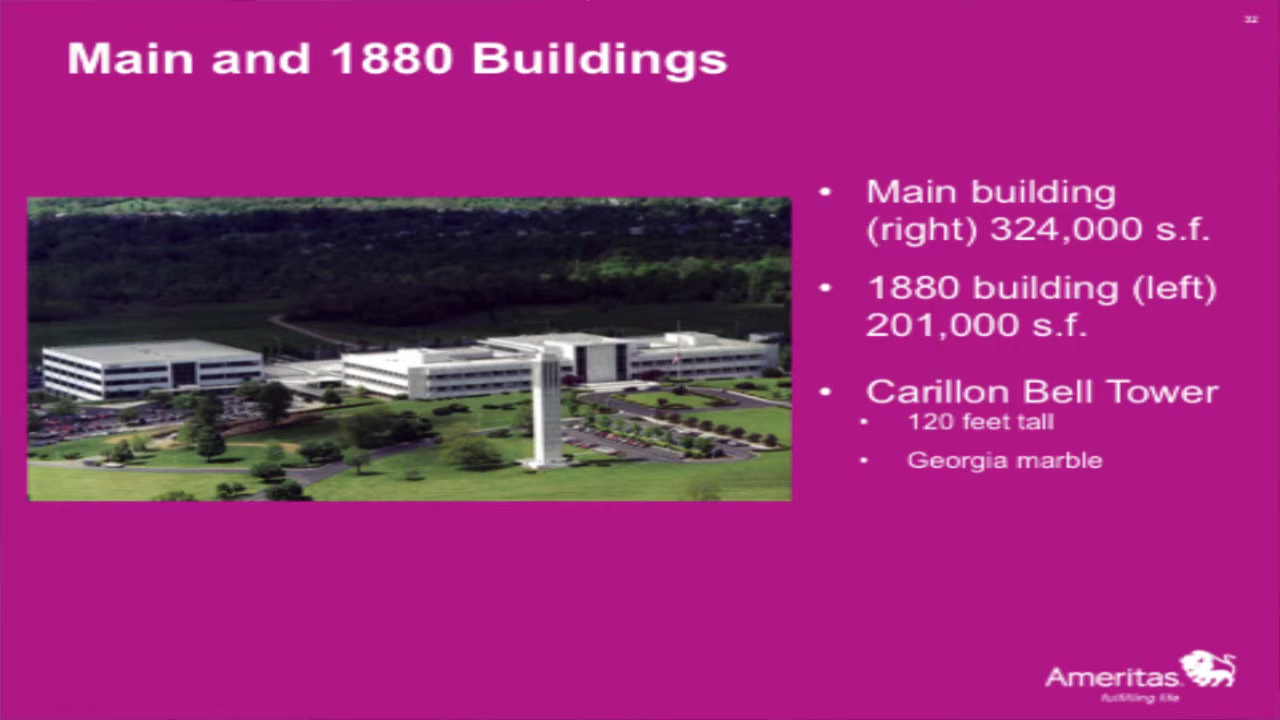 32
Main and 1880 Buildings
• Main building
(right) 324,000 s.f.
• 1880 building (left)
201,000 s.f.
• Carillon Bell Tower
• 120 feet tall
• Georgia marble
Ameritas
fulfilling life